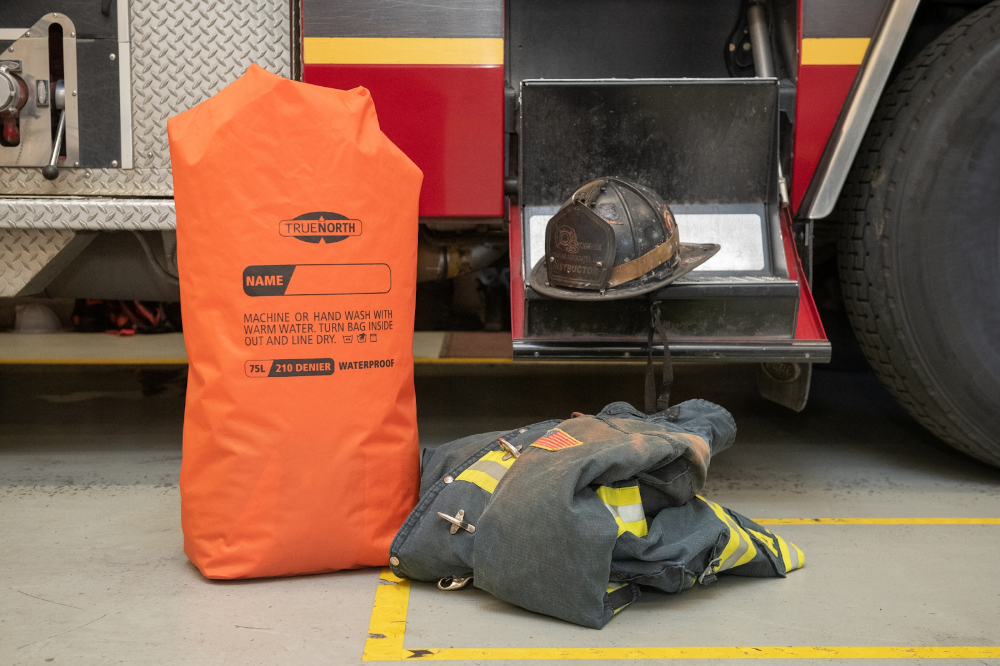 TRUENORTH
NAME
MACHINE OR HAND WASH WITH
WARM WATER. TURN BAG INSIDE
OUT AND LINE DRY.
75L 210 DENIER WATERPROOF
INSTRUCTOR